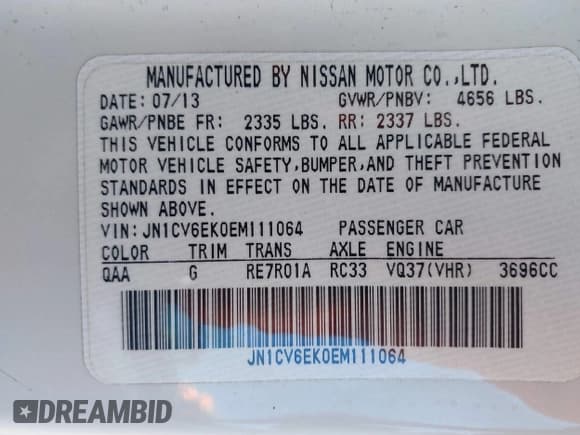 MANUFACTURED BY NISSAN MOTOR CO.,LTD.
DATE: 07/13 GVWR/PNBV: 4656 LBS.
GAWR/PNBE FR: 2335 LBS. RR: 2337 LBS.
THIS VEHICLE CONFORMS TO ALL APPLICABLE FEDERAL
MOTOR VEHICLE SAFETY,BUMPER,AND THEFT PREVENTION
STANDARDS IN EFFECT ON THE DATE OF MANUFACTURE
SHOWN ABOVE.
VIN: JN1CV6EK0EM111064 PASSENGER CAR
COLOR TRIM TRANS AXLE ENGINE
QAA G RE7R01A RC33 VQ37(VHR) 3696CC
JN1CV6EK0EM111064
DREAMBID